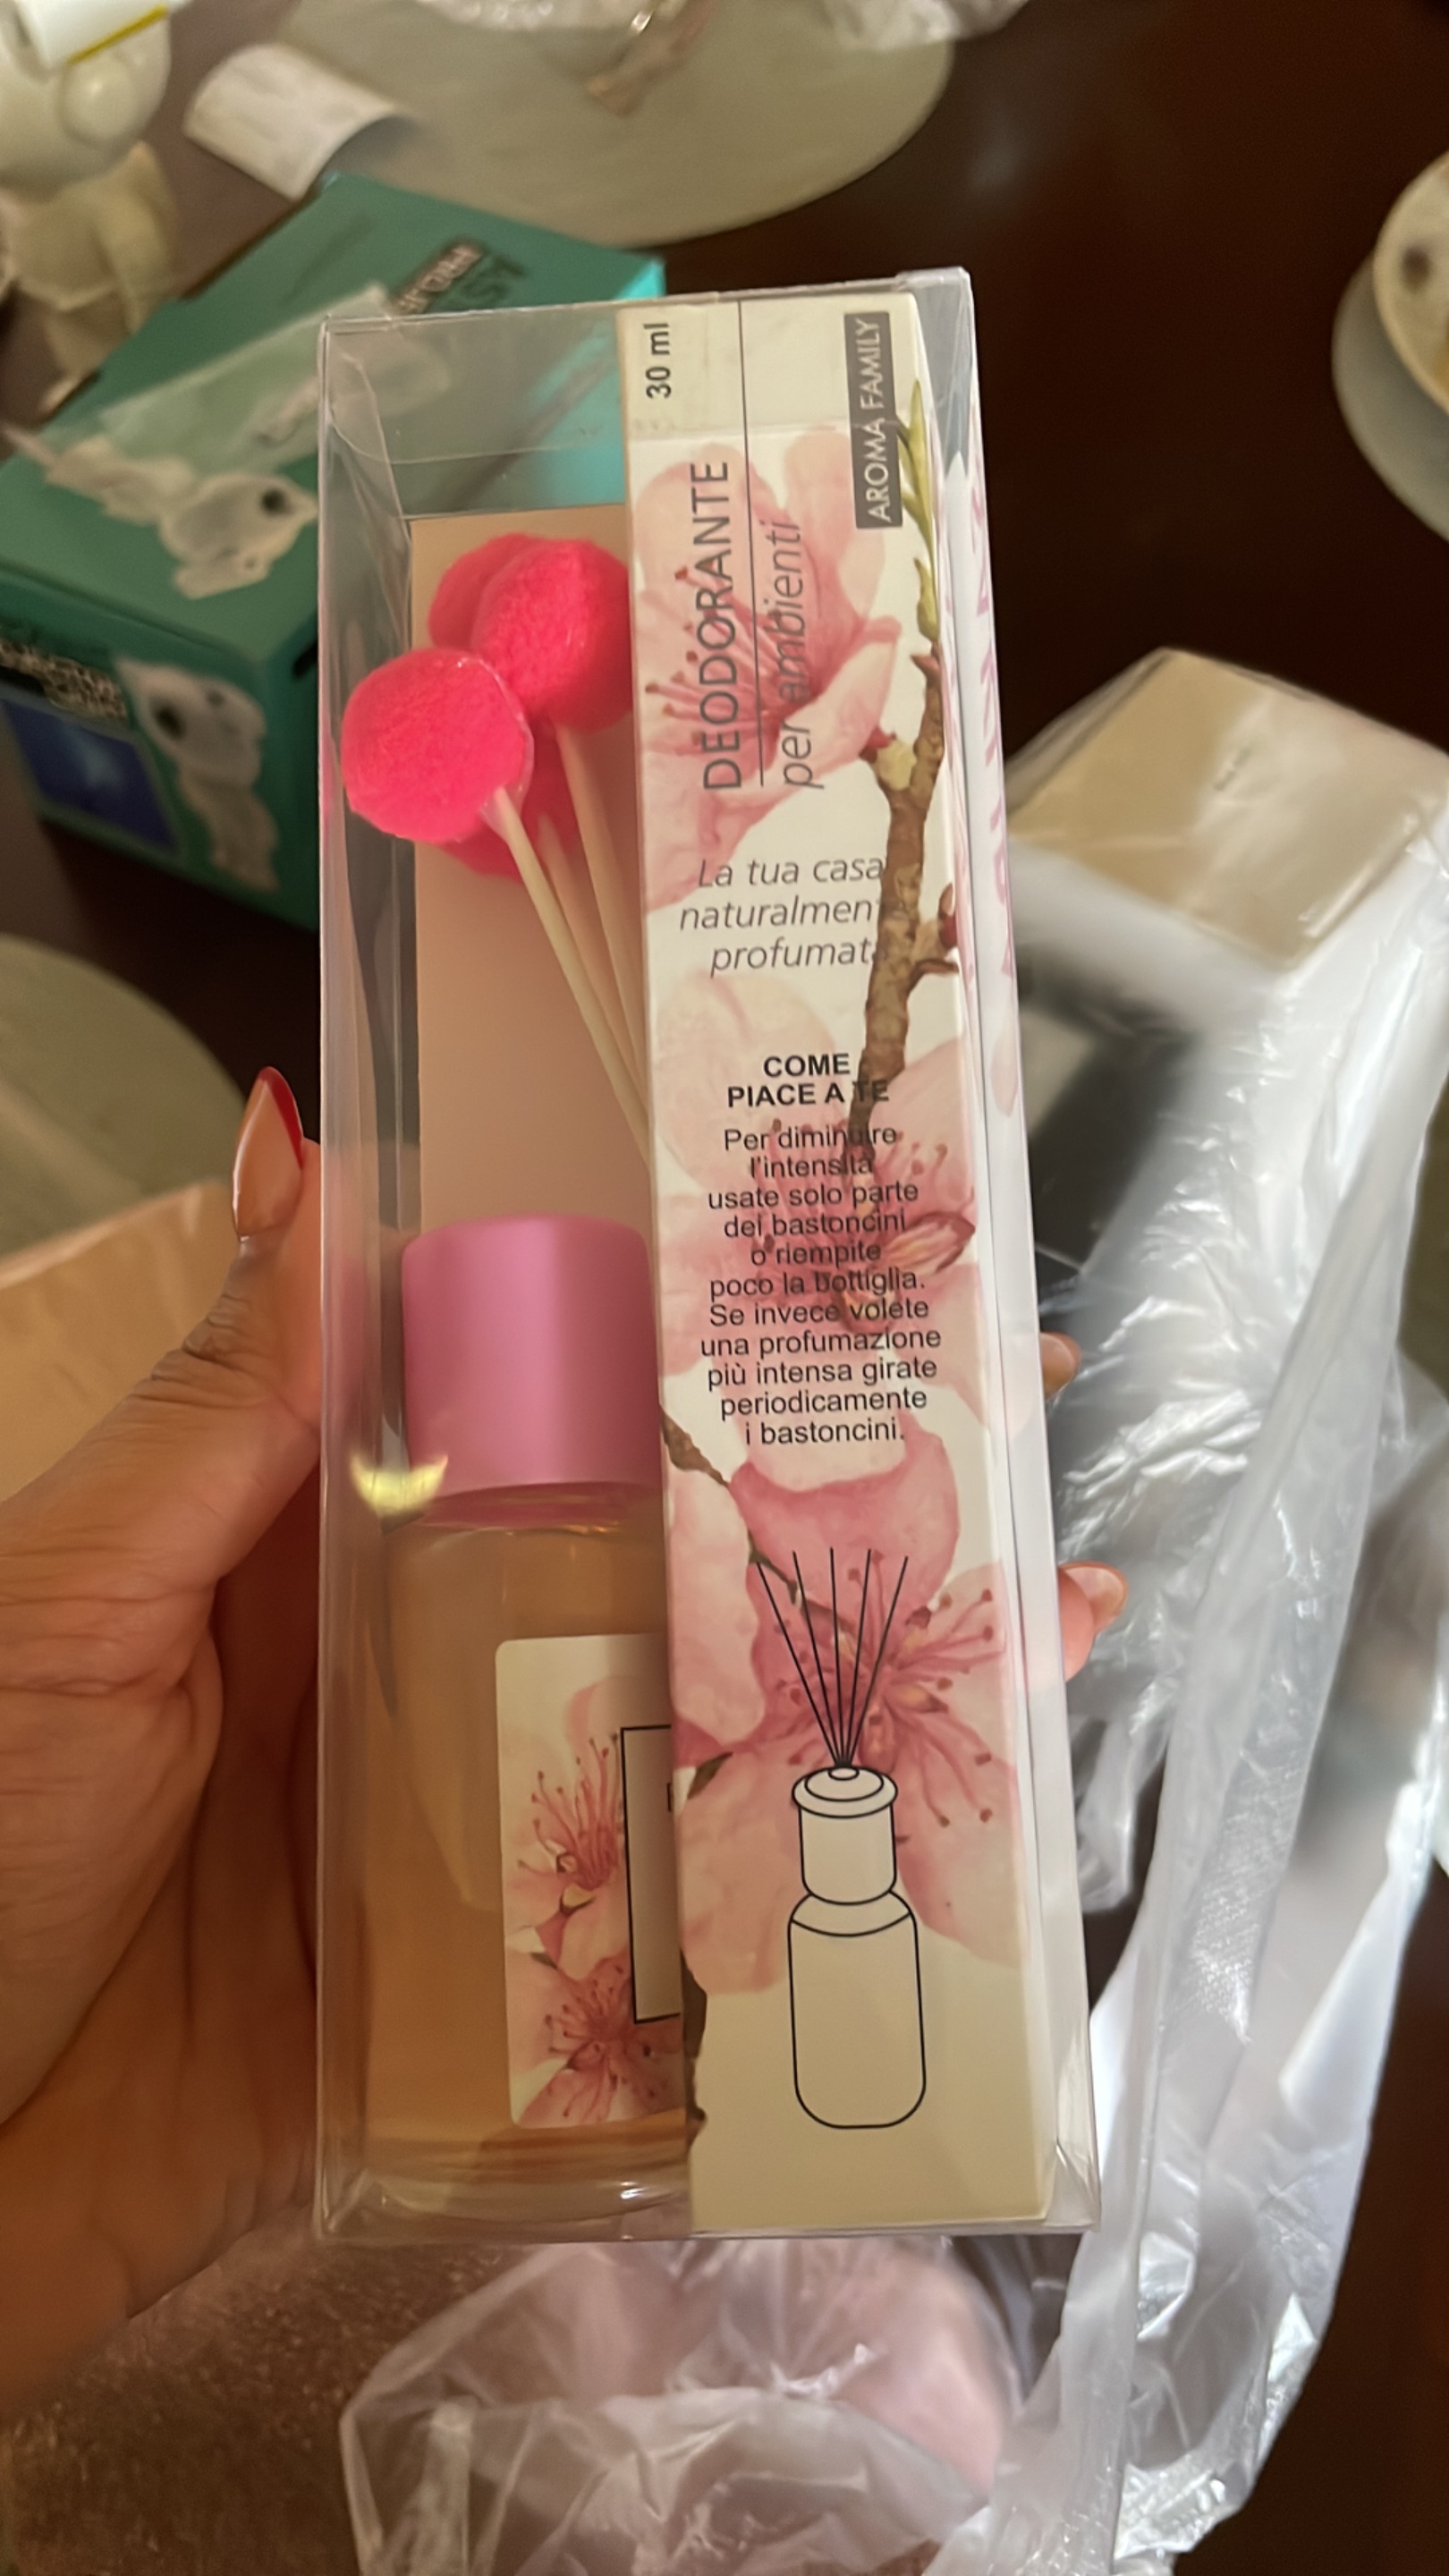 30 ml
AROMA FAMILY
DEODORANTE
per ambienti
La tua casa
naturalmen
profumata
COME
PIACE A TE
Per diminuire
l'intensità
usate solo parte
dei bastoncini
o riempite
poco la bottiglia.
Se invece volete
una profumazione
più intensa girate
periodicamente
i bastoncini.